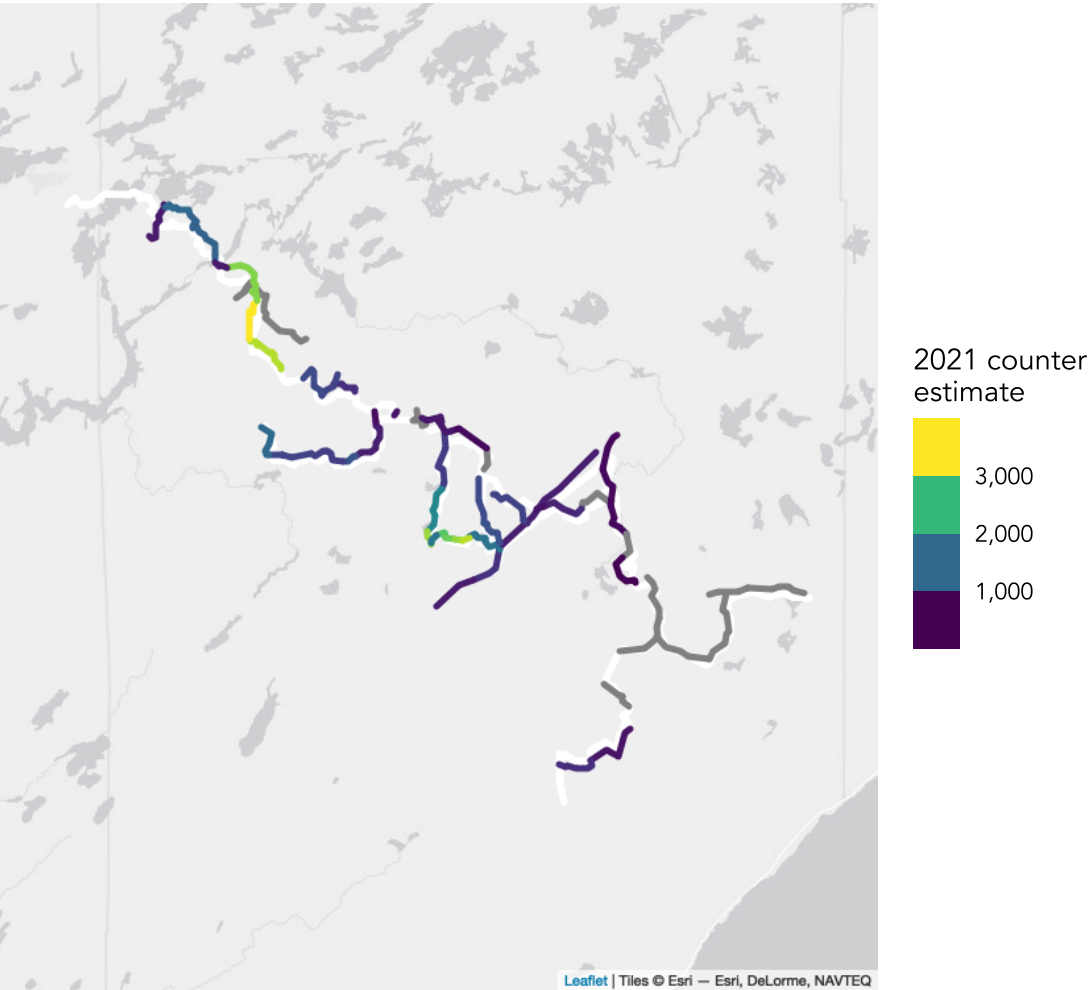 2021 counter
estimate
3,000
2,000
1,000
Leaflet | Tiles © Esri — Esri, DeLorme, NAVTEQ